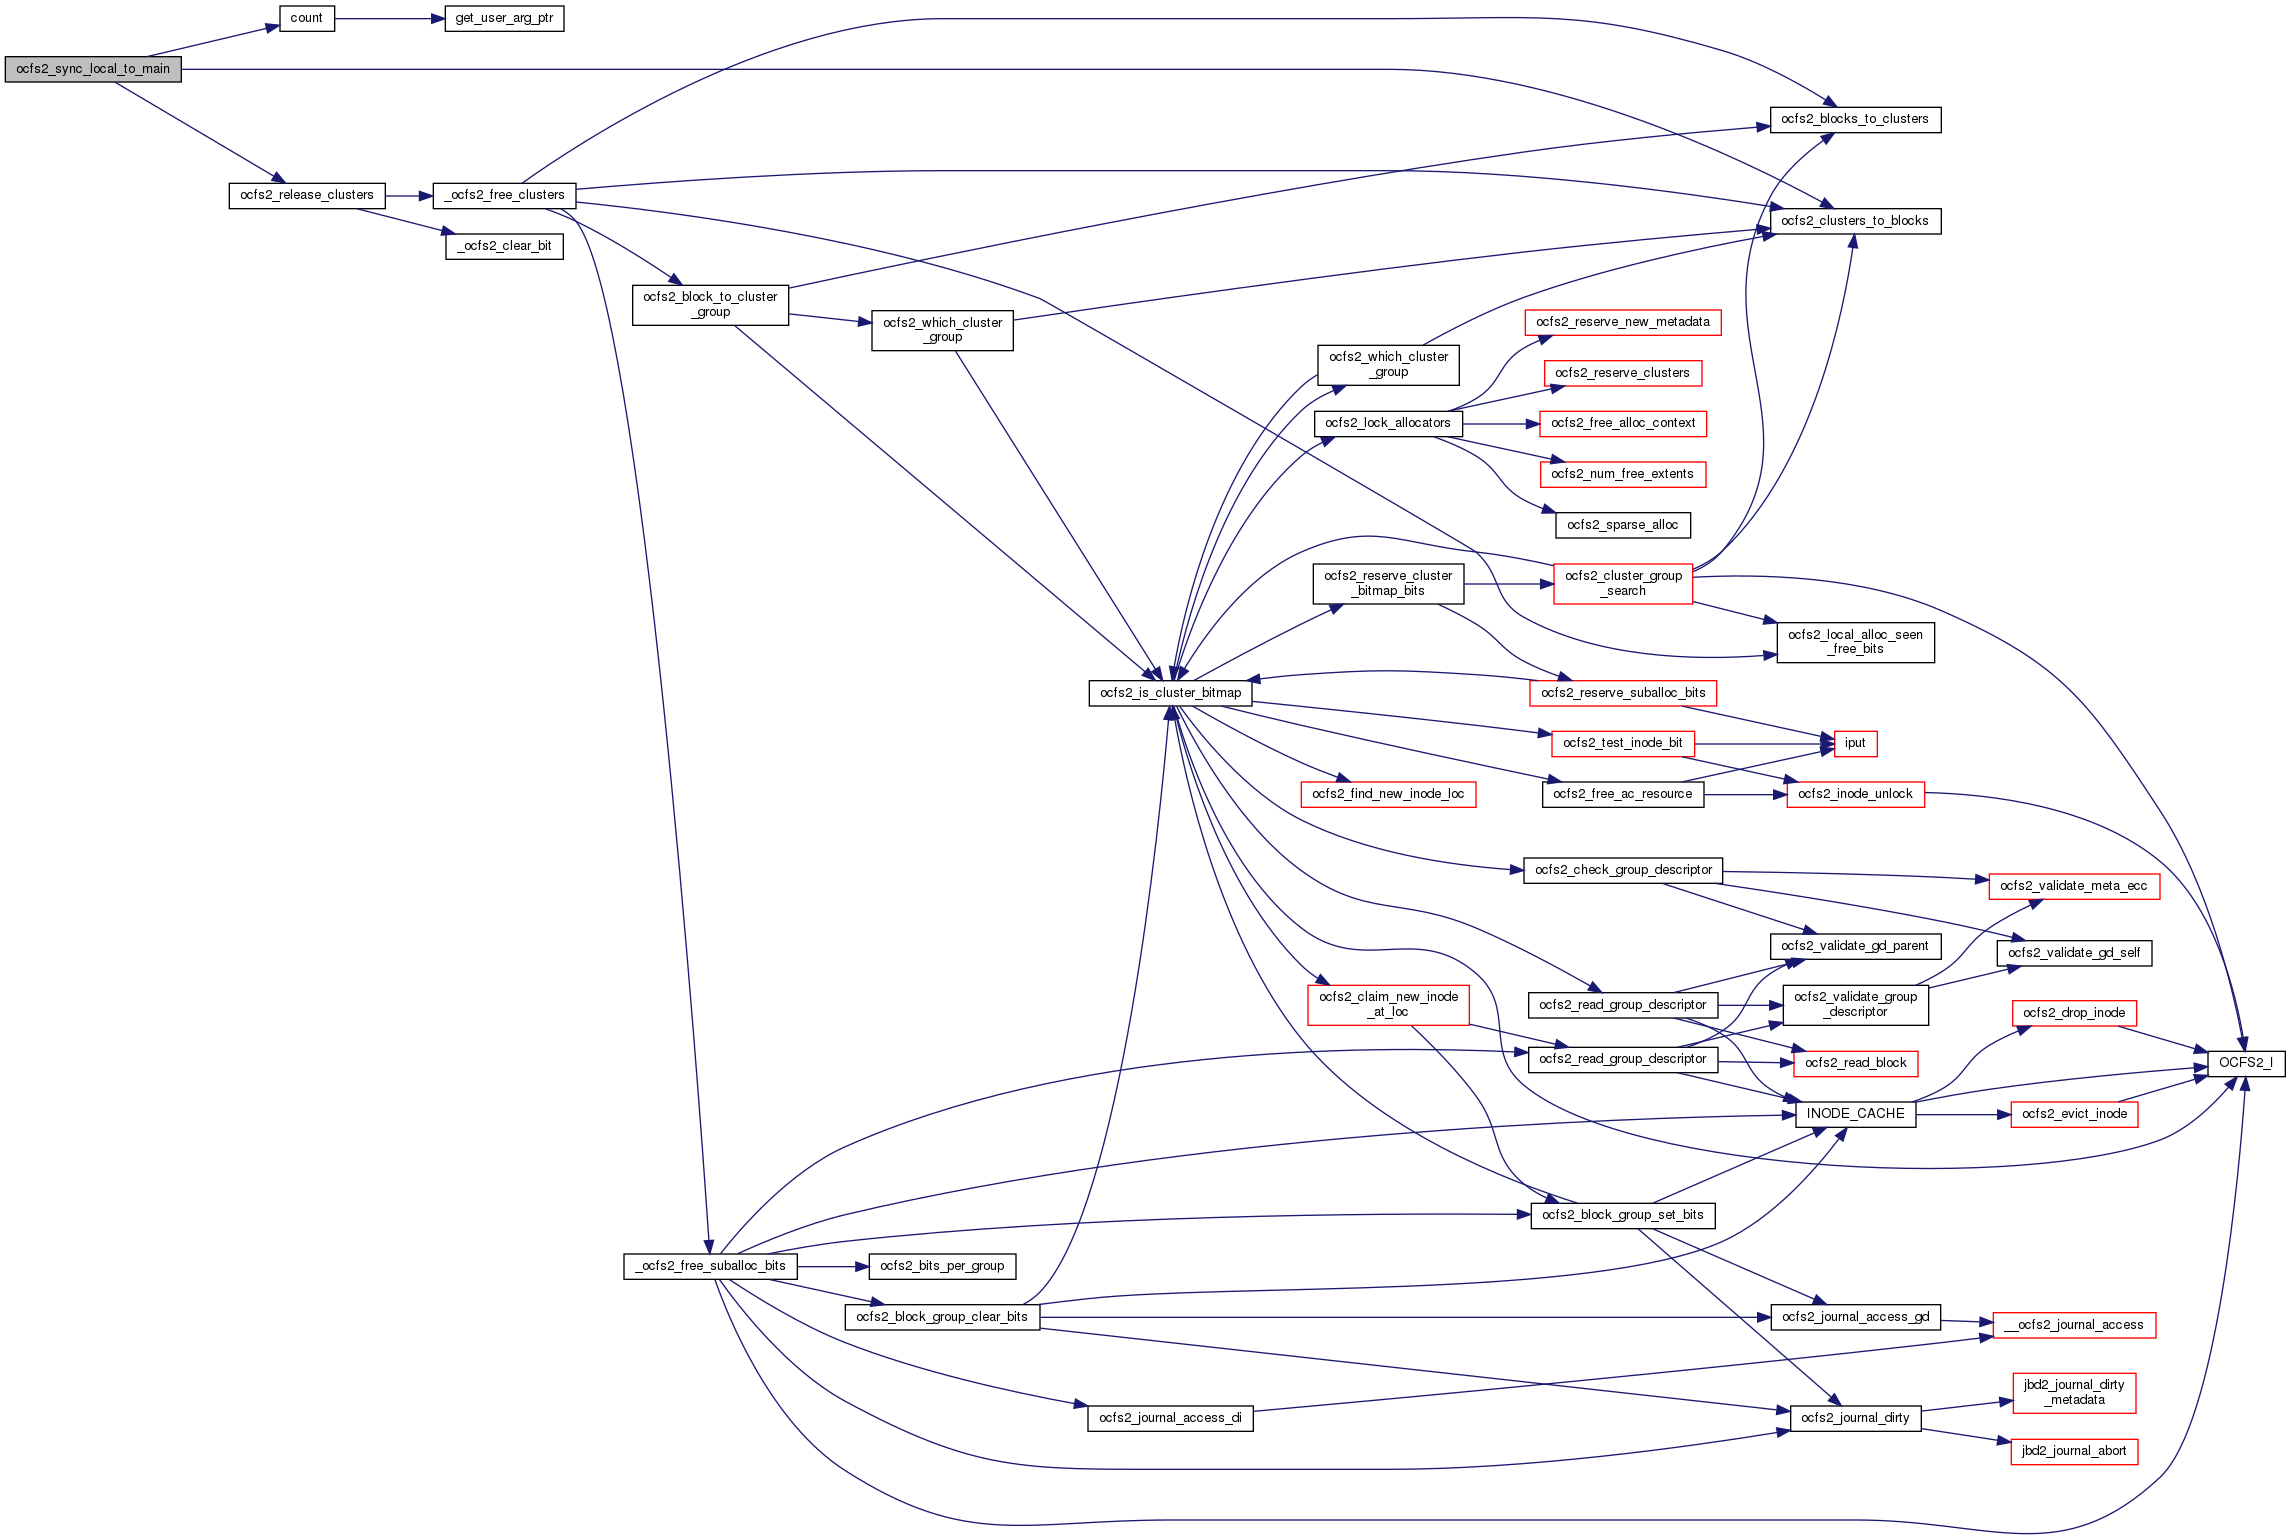 count
get_user_arg_ptr
ocfs2_sync_local_to_main
ocfs2_blocks_to_clusters
ocfs2_release_clusters
_ocfs2_free_clusters
ocfs2_clusters_to_blocks
_ocfs2_clear_bit
ocfs2_block_to_cluster
_group
ocfs2_which_cluster
_group
ocfs2_reserve_new_metadata
ocfs2_which_cluster
_group
ocfs2_reserve_clusters
ocfs2_lock_allocators
ocfs2_free_alloc_context
ocfs2_num_free_extents
ocfs2_sparse_alloc
ocfs2_reserve_cluster
_bitmap_bits
ocfs2_cluster_group
_search
ocfs2_local_alloc_seen
_free_bits
ocfs2_is_cluster_bitmap
ocfs2_reserve_suballoc_bits
ocfs2_test_inode_bit
iput
ocfs2_find_new_inode_loc
ocfs2_free_ac_resource
ocfs2_inode_unlock
ocfs2_check_group_descriptor
ocfs2_validate_meta_ecc
ocfs2_validate_gd_parent
ocfs2_validate_gd_self
ocfs2_claim_new_inode
_at_loc
ocfs2_read_group_descriptor
ocfs2_validate_group
_descriptor
ocfs2_drop_inode
ocfs2_read_group_descriptor
ocfs2_read_block
OCFS2_I
INODE_CACHE
ocfs2_evict_inode
ocfs2_block_group_set_bits
_ocfs2_free_suballoc_bits
ocfs2_bits_per_group
ocfs2_block_group_clear_bits
ocfs2_journal_access_gd
__ocfs2_journal_access
jbd2_journal_dirty
_metadata
ocfs2_journal_access_di
ocfs2_journal_dirty
jbd2_journal_abort